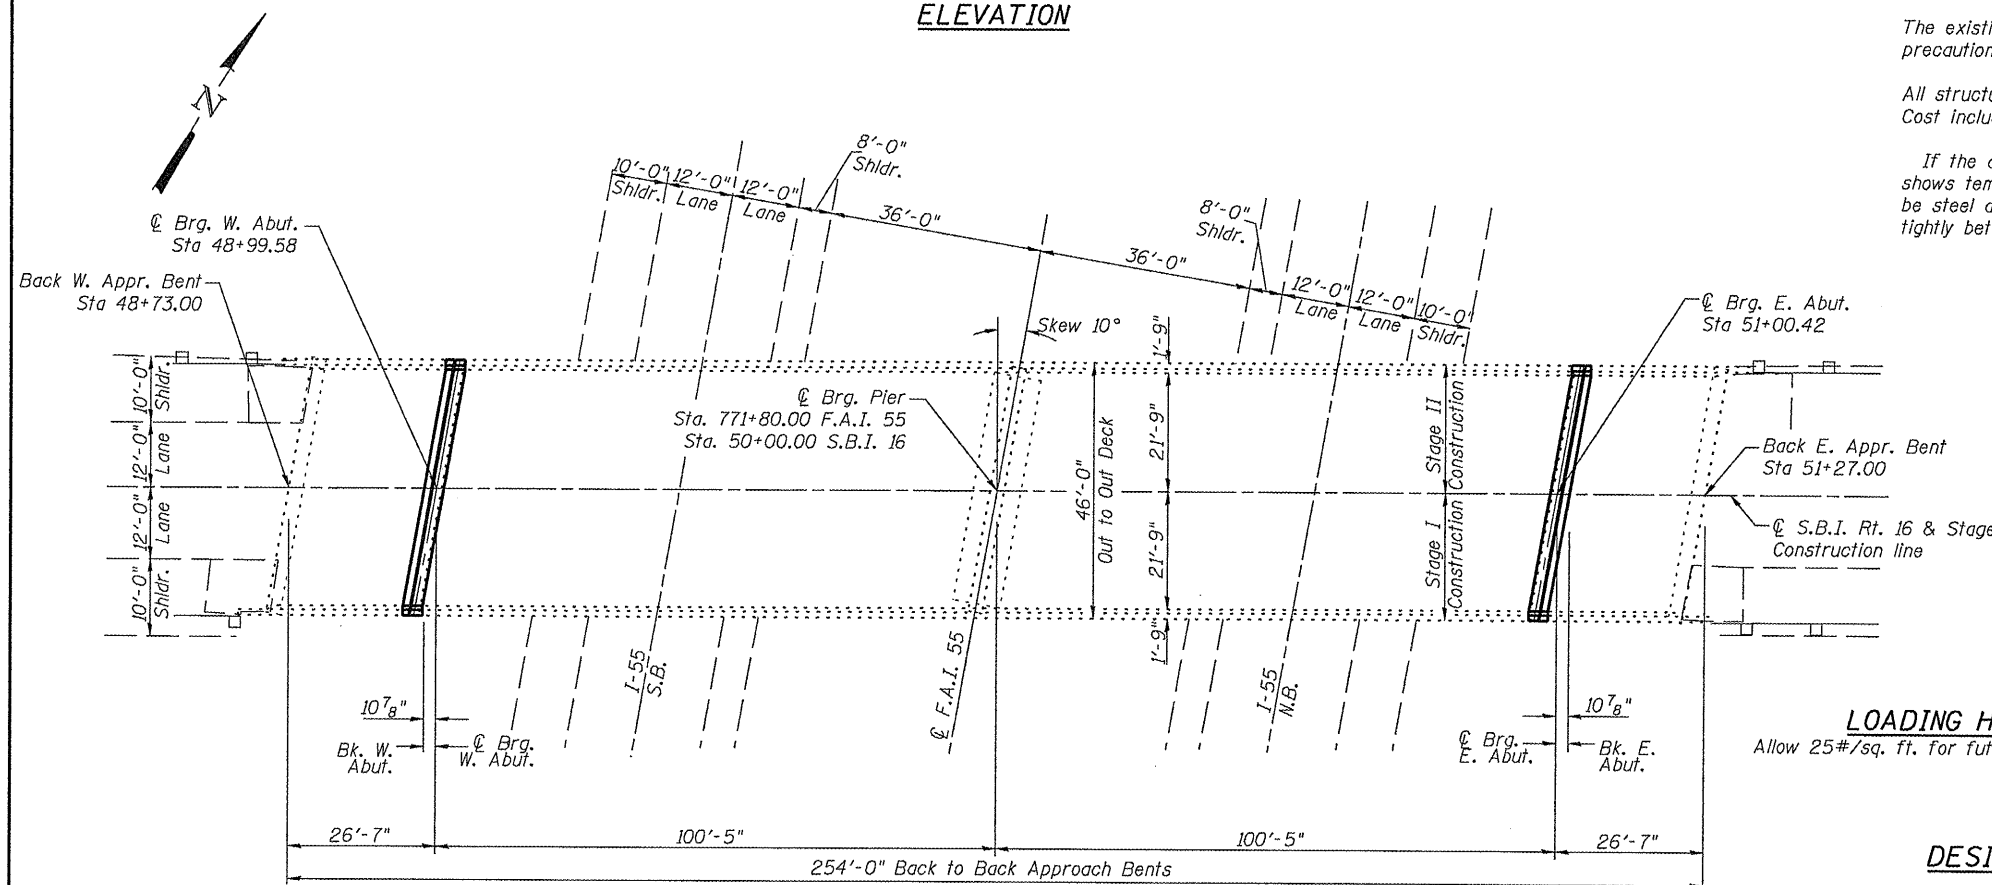 ELEVATION
The existi
precaution
All structu
Cost inclu
If the
shows tem
be steel
tightly bet
N
10'-0" Shldr.
12'-0" Lane
12'-0" Lane
8'-0" Shldr.
36'-0"
36'-0"
8'-0" Shldr.
12'-0" Lane
12'-0" Lane
10'-0" Shldr.
℄ Brg. W. Abut.
Sta 48+99.58
Back W. Appr. Bent
Sta 48+73.00
Skew 10°
℄ Brg. E. Abut.
Sta 51+00.42
℄ Brg. Pier
Sta. 771+80.00 F.A.I. 55
Sta. 50+00.00 S.B.I. 16
10'-0" Shldr.
12'-0" Lane
12'-0" Lane
10'-0" Shldr.
46'-0"
Out to Out Deck
1'-9"
21'-9"
21'-9"
1'-9"
Stage II
Construction
Stage I
Construction
Back E. Appr. Bent
Sta 51+27.00
℄ S.B.I. Rt. 16 & Stage
Construction line
I-55
S.B.
℄ F.A.I. 55
I-55
N.B.
10 7/8"
Bk. W.
Abut.
℄ Brg.
W. Abut.
10 7/8"
℄ Brg.
E. Abut.
Bk. E.
Abut.
LOADING H
Allow 25#/sq. ft. for fut
26'-7"
100'-5"
100'-5"
26'-7"
254'-0" Back to Back Approach Bents
DESI